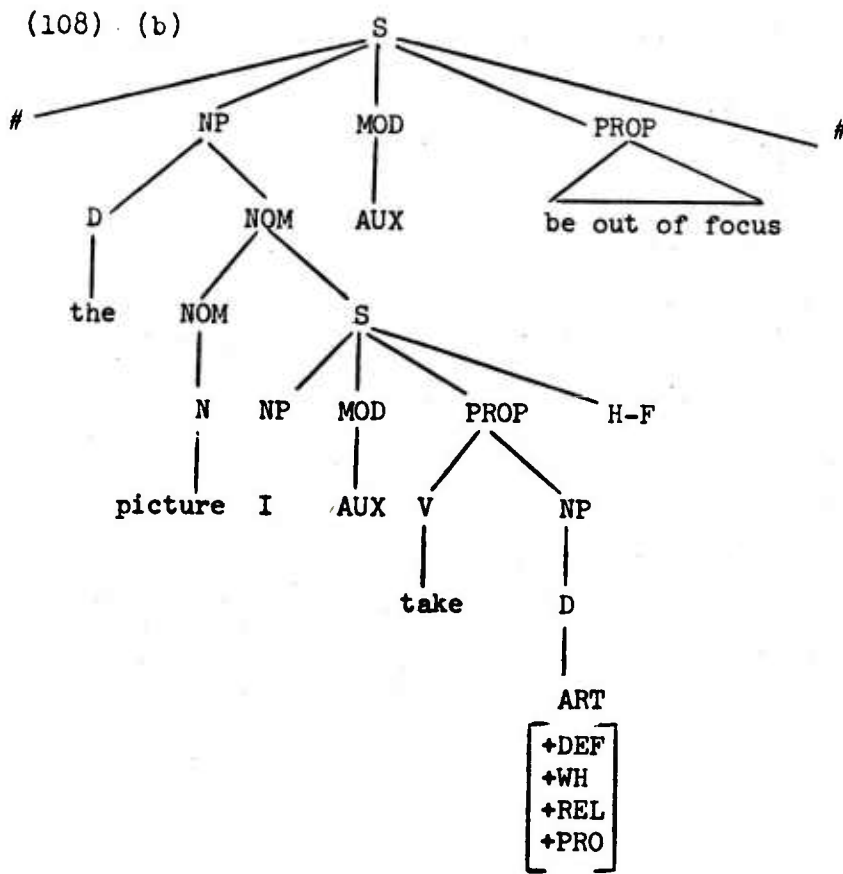 (108) (b)
S
# NP MOD PROP #
D NOM AUX be out of focus
the NOM S
N NP MOD PROP H-F
picture I AUX V NP
take D
ART
+DEF
+WH
+REL
+PRO